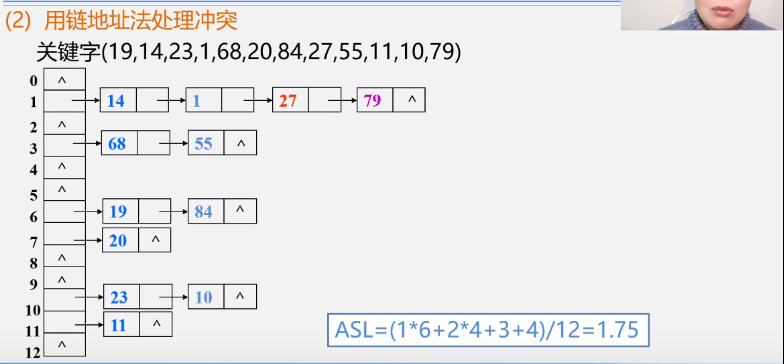 (2) 用链地址法处理冲突
关键字(19,14,23,1,68,20,84,27,55,11,10,79)
0 ^
1 14 1 27 79 ^
2 ^
3 68 55 ^
4 ^
5 ^
6 19 84 ^
7 20 ^
8 ^
9 ^
10 23 10 ^
11 11 ^
12 ^
ASL=(1*6+2*4+3+4)/12=1.75